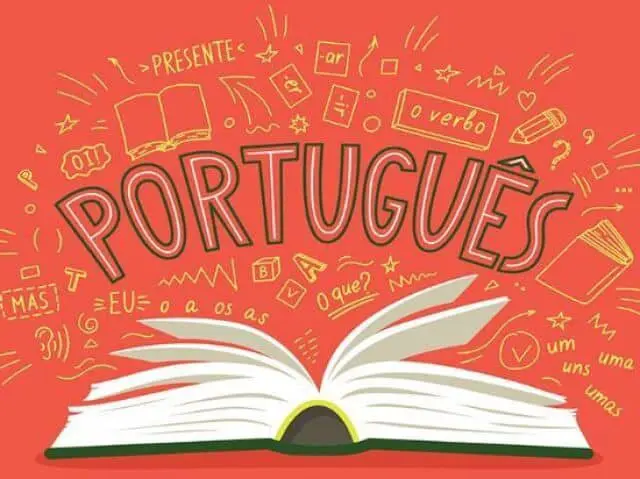 >PRESENTE<
-ar
o verbo
OI!
PORTUGUÊS
?
P
T
B
A
MAS
=EU=
o a os as
O que?
um
uma
uns
umas